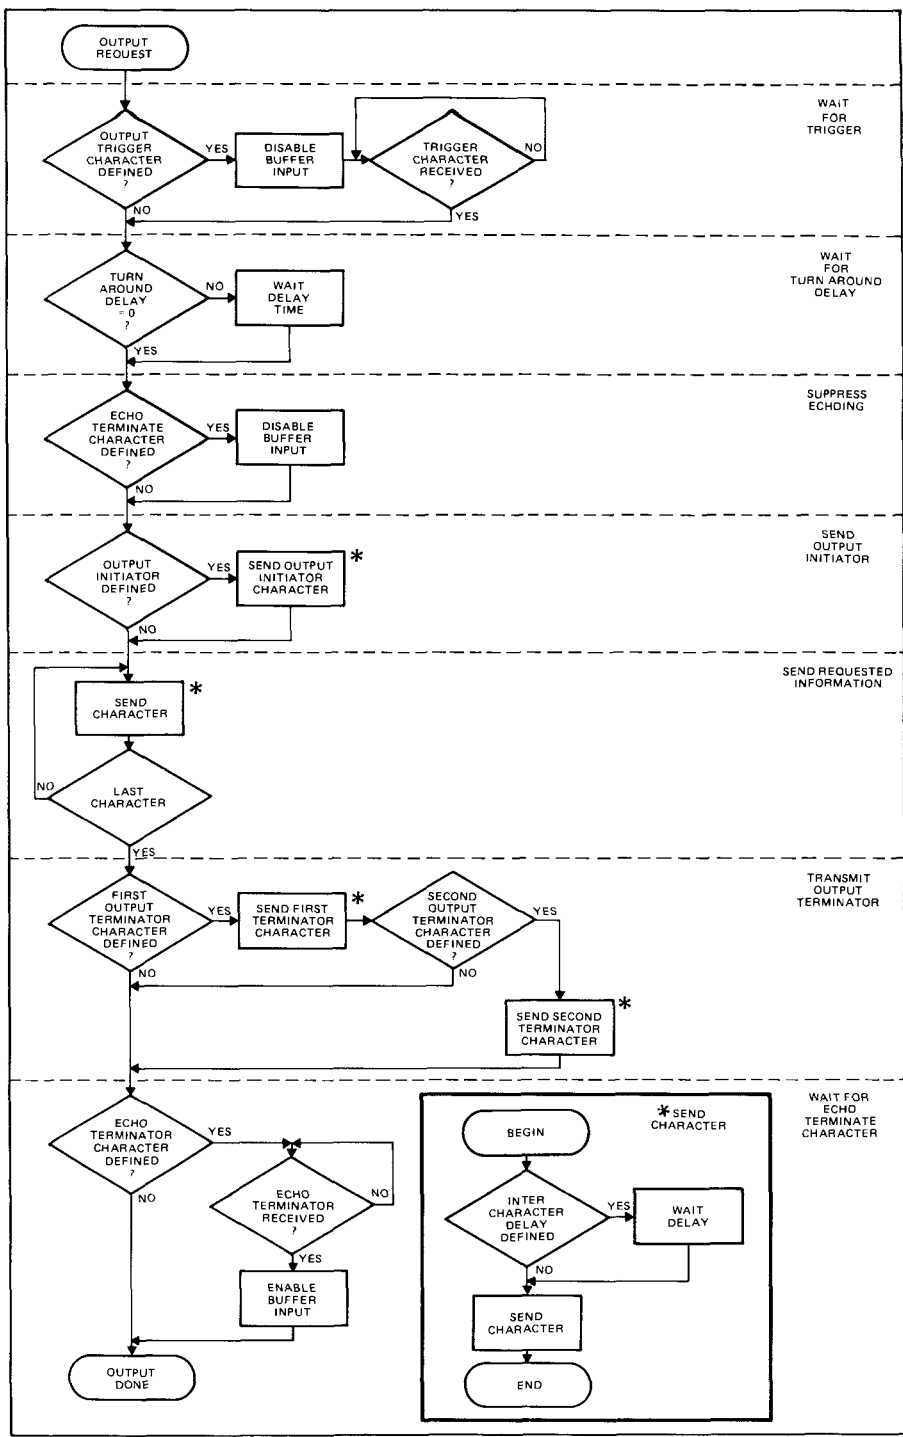 OUTPUT
REQUEST
WAIT
FOR
TRIGGER
OUTPUT
TRIGGER
CHARACTER
DEFINED
?
YES
DISABLE
BUFFER
INPUT
TRIGGER
CHARACTER
RECEIVED
?
NO
NO
YES
WAIT
FOR
TURN AROUND
DELAY
TURN
AROUND
DELAY
= 0
?
NO
WAIT
DELAY
TIME
YES
SUPPRESS
ECHOING
ECHO
TERMINATE
CHARACTER
DEFINED
?
YES
DISABLE
BUFFER
INPUT
NO
SEND
OUTPUT
INITIATOR
OUTPUT
INITIATOR
DEFINED
?
YES
SEND OUTPUT
INITIATOR
CHARACTER
*
NO
SEND REQUESTED
INFORMATION
SEND
CHARACTER
*
LAST
CHARACTER
NO
YES
TRANSMIT
OUTPUT
TERMINATOR
FIRST
OUTPUT
TERMINATOR
CHARACTER
DEFINED
?
YES
SEND FIRST
TERMINATOR
CHARACTER
*
SECOND
OUTPUT
TERMINATOR
CHARACTER
DEFINED
?
YES
NO
NO
SEND SECOND
TERMINATOR
CHARACTER
*
WAIT FOR
ECHO
TERMINATE
CHARACTER
ECHO
TERMINATOR
CHARACTER
DEFINED
?
YES
NO
ECHO
TERMINATOR
RECEIVED
?
NO
YES
ENABLE
BUFFER
INPUT
OUTPUT
DONE
* SEND
CHARACTER
BEGIN
INTER
CHARACTER
DELAY
DEFINED
YES
WAIT
DELAY
NO
SEND
CHARACTER
END